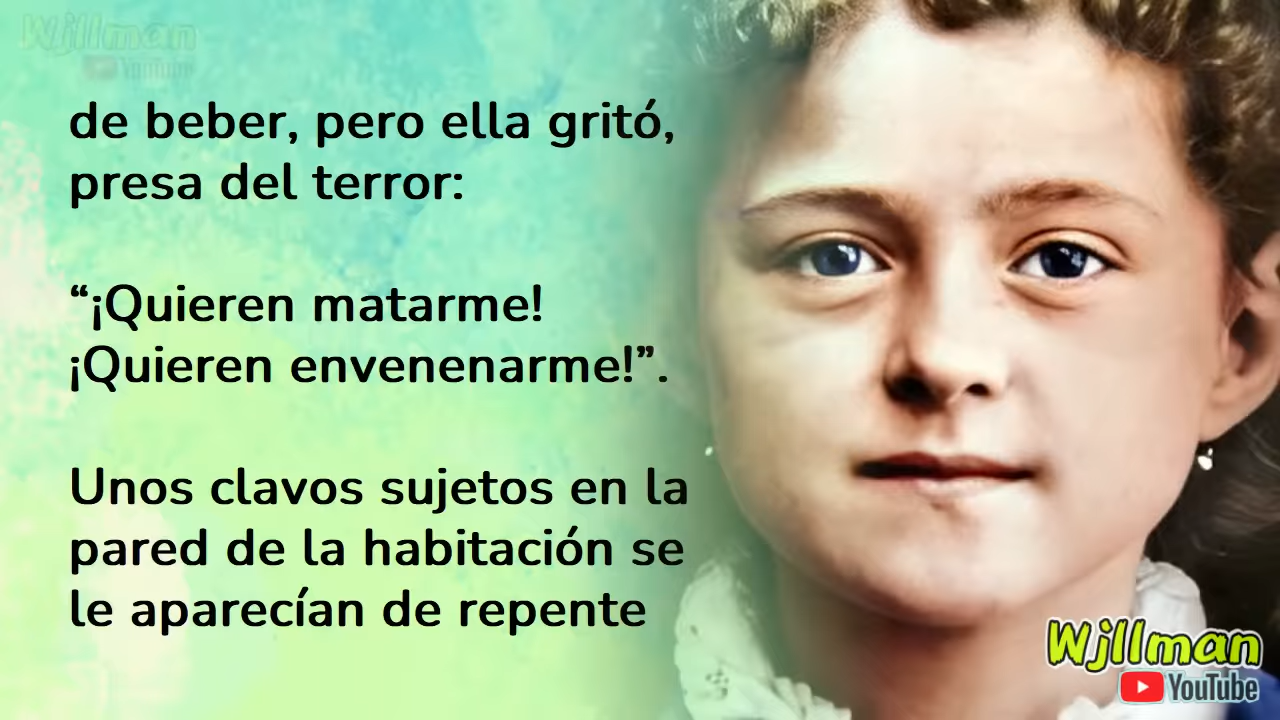 Wjllman
YouTube
de beber, pero ella gritó,
presa del terror:
“¡Quieren matarme!
¡Quieren envenenarme!”.
Unos clavos sujetos en la
pared de la habitación se
le aparecían de repente
Wjllman
YouTube